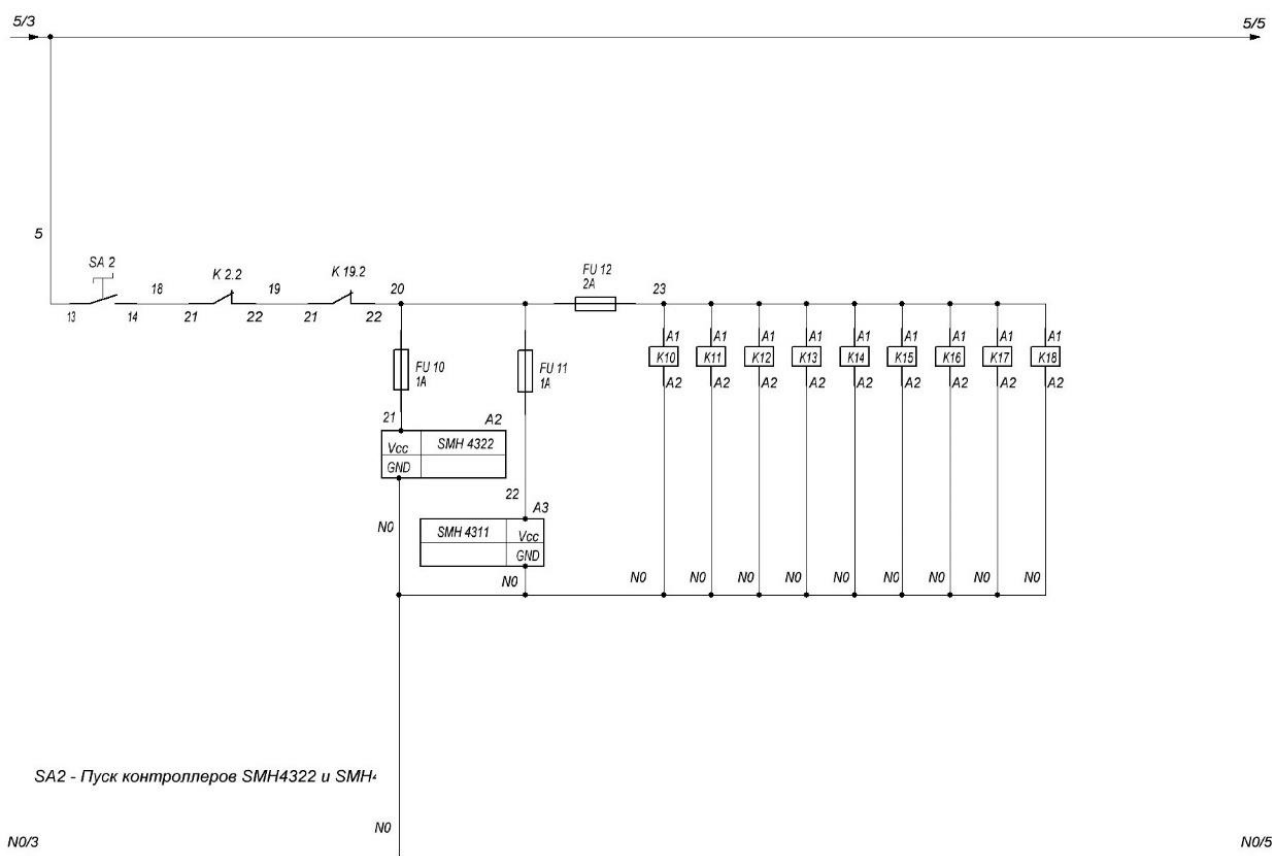 5/3
5/5
5
SA 2
K 2.2
K 19.2
FU 12
2A
18
19
20
23
13
14
21
22
21
22
A1 A1 A1 A1 A1 A1 A1 A1 A1
K10 K11 K12 K13 K14 K15 K16 K17 K18
A2 A2 A2 A2 A2 A2 A2 A2 A2
FU 10
1A
FU 11
1A
21
A2
Vcc SMH 4322
GND
22
A3
N0
SMH 4311 Vcc
GND
N0
N0 N0 N0 N0 N0 N0 N0 N0 N0
SA2 - Пуск контроллеров SMH4322 и SMH
N0
N0/3
N0/5